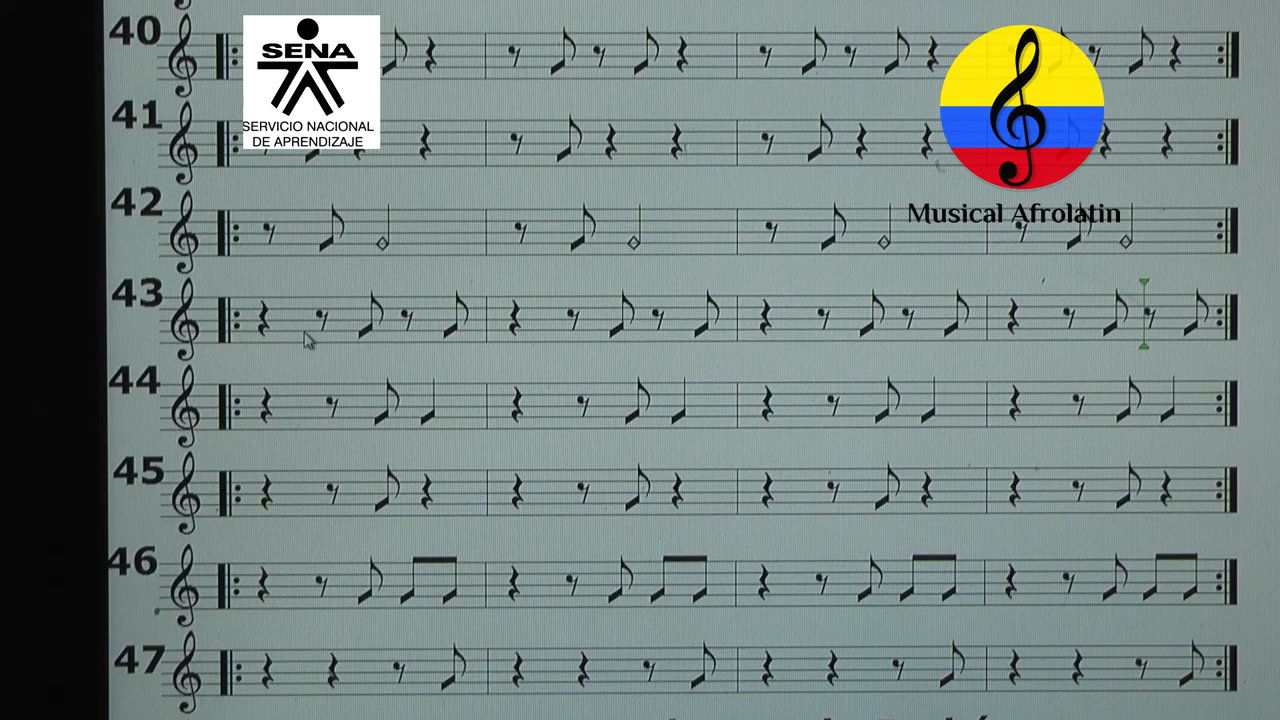 40
SENA
SERVICIO NACIONAL
DE APRENDIZAJE
41
42
Musical Afrolatin
43
44
45
46
47